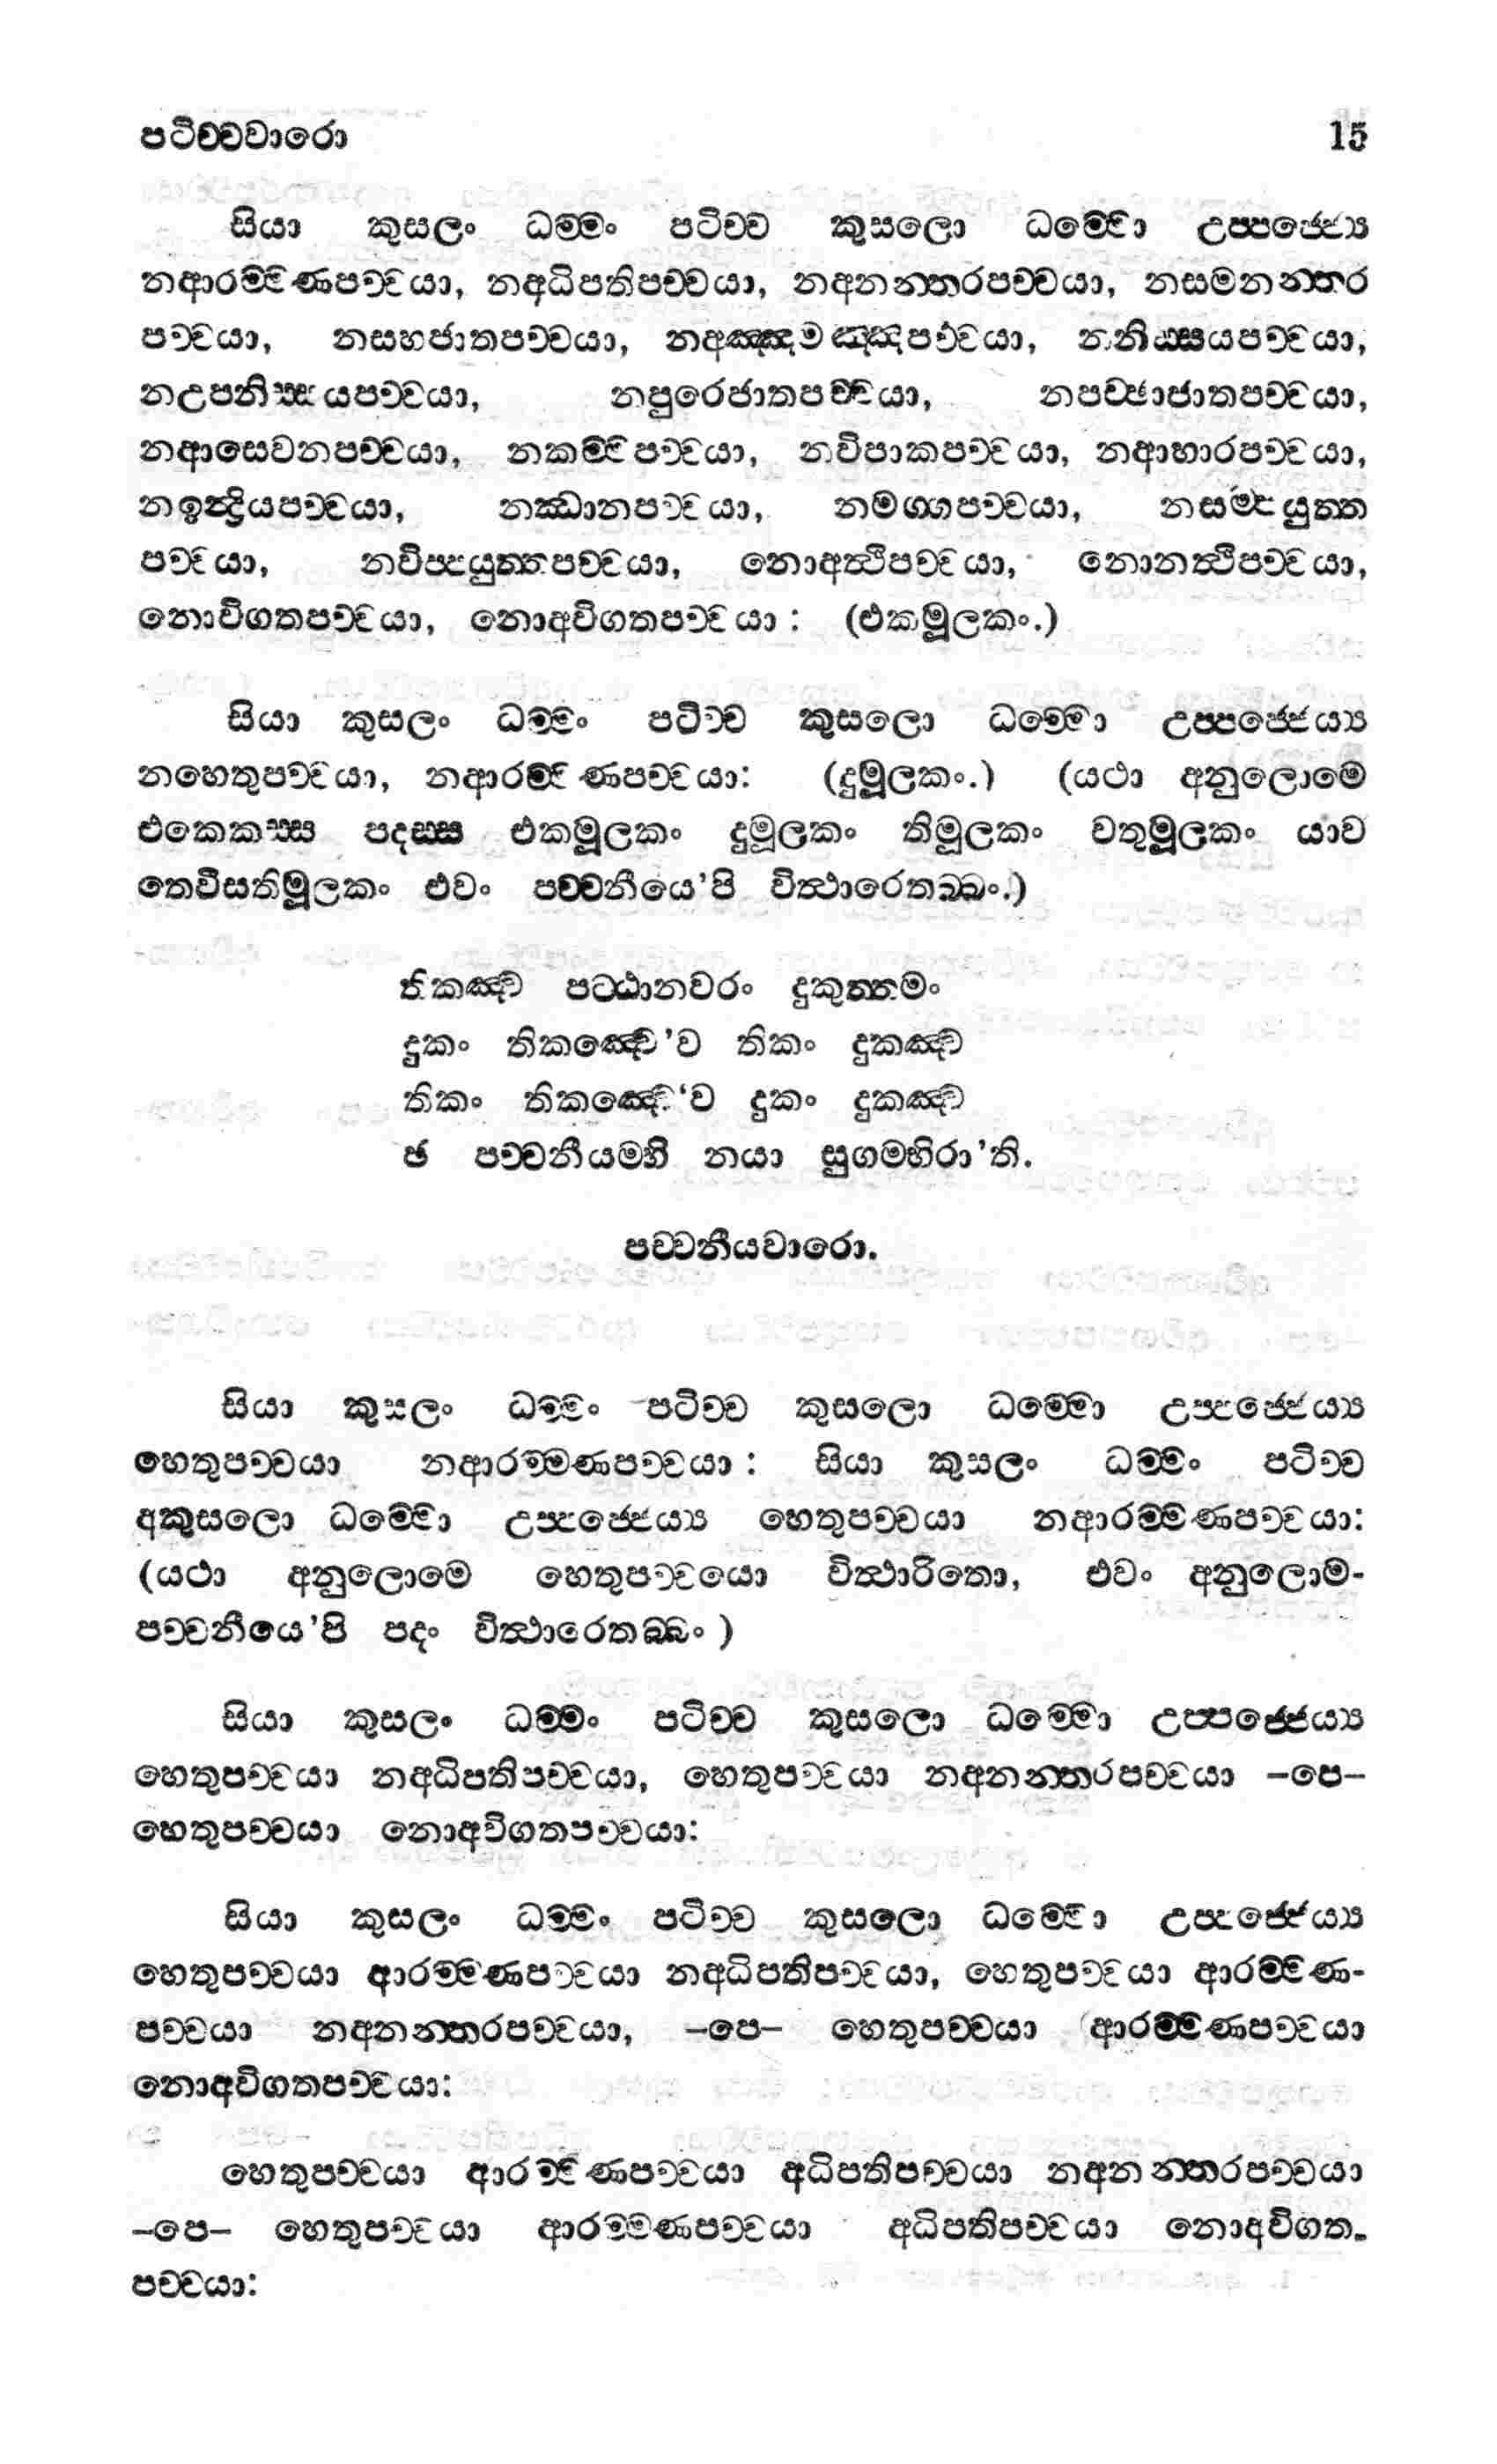 පටිච්චවාරො 15
සියා කුසලං ධම්මං පටිච්ච කුසලො ධම්මො උප්පජ්ජෙය්‍ය
නආරම්මණපච්චයා, නඅධිපතිපච්චයා, නඅනන්තරපච්චයා, නසමනන්තර
පච්චයා, නසහජාතපච්චයා, නඅඤ්ඤමඤ්ඤපච්චයා, නනිස්සයපච්චයා,
නඋපනිස්සයපච්චයා, නපුරෙජාතපච්චයා, නපච්ඡාජාතපච්චයා,
නආසෙවනපච්චයා, නකම්මපච්චයා, නවිපාකපච්චයා, නආහාරපච්චයා,
නඉන්ද්‍රියපච්චයා, නඣානපච්චයා, නමග්ගපච්චයා, නසම්පයුත්ත
පච්චයා, නවිප්පයුත්තපච්චයා, නොඅත්ථිපච්චයා, නොනත්ථිපච්චයා,
නොවිගතපච්චයා, නොඅවිගතපච්චයා: (එකමූලකං.)
සියා කුසලං ධම්මං පටිච්ච කුසලො ධම්මො උප්පජ්ජෙය්‍ය
නහෙතුපච්චයා, නආරම්මණපච්චයා: (දුමූලකං.) (යථා අනුලොමෙ
එකෙකස්ස පදස්ස එකමූලකං දුමූලකං තිමූලකං චතුමූලකං යාව
තෙවීසතිමූලකං එවං පච්චනීයෙ’පි විත්ථාරෙතබ්බං.)
තිකඤ්ච පට්ඨානවරං දුකුත්තමං
දුකං තිකඤ්චෙ’ව තිකං දුකඤ්ච
තිකං තිකඤ්චෙ‘ව දුකං දුකඤ්ච
ඡ පච්චනීයම්හි නයා සුගම්භිරා’ති.
පච්චනීයවාරො.
සියා කුසලං ධම්මං පටිච්ච කුසලො ධම්මො උප්පජ්ජෙය්‍ය
හෙතුපච්චයා නආරම්මණපච්චයා: සියා කුසලං ධම්මං පටිච්ච
අකුසලො ධම්මො උප්පජ්ජෙය්‍ය හෙතුපච්චයා නආරම්මණපච්චයා:
(යථා අනුලොමෙ හෙතුපච්චයො විත්ථාරිතො, එවං අනුලොම-
පච්චනීයෙ’පි පදං විත්ථාරෙතබ්බං)
සියා කුසලං ධම්මං පටිච්ච කුසලො ධම්මො උප්පජ්ජෙය්‍ය
හෙතුපච්චයා නඅධිපතිපච්චයා, හෙතුපච්චයා නඅනන්තරපච්චයා –පෙ–
හෙතුපච්චයා නොඅවිගතපච්චයා:
සියා කුසලං ධම්මං පටිච්ච කුසලො ධම්මො උප්පජ්ජෙය්‍ය
හෙතුපච්චයා ආරම්මණපච්චයා නඅධිපතිපච්චයා, හෙතුපච්චයා ආරම්මණ-
පච්චයා නඅනන්තරපච්චයා, –පෙ– හෙතුපච්චයා ආරම්මණපච්චයා
නොඅවිගතපච්චයා:
හෙතුපච්චයා ආරම්මණපච්චයා අධිපතිපච්චයා නඅනන්තරපච්චයා
–පෙ– හෙතුපච්චයා ආරම්මණපච්චයා අධිපතිපච්චයා නොඅවිගත-
පච්චයා: